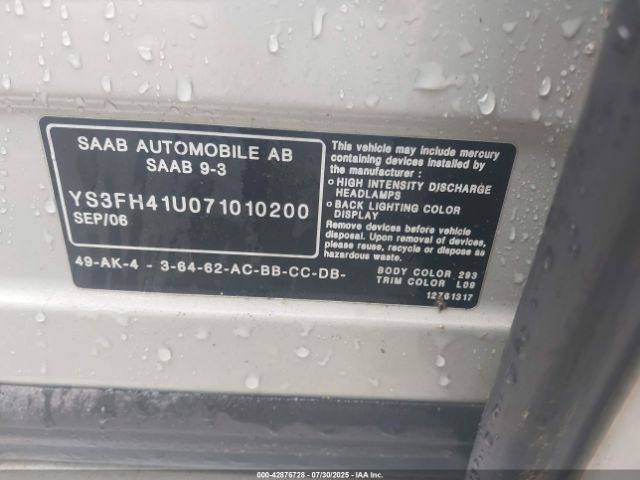 SAAB AUTOMOBILE AB
SAAB 9-3
YS3FH41U071010200
SEP/06
49-AK-4 - 3-64-62-AC-BB-CC-DB-
This vehicle may include mercury
containing devices installed by
the manufacturer :
○ HIGH INTENSITY DISCHARGE
HEADLAMPS
○ BACK LIGHTING COLOR
DISPLAY
Remove devices before vehicle
disposal. Upon removal of devices,
please reuse, recycle or dispose as
hazardous waste.
BODY COLOR 293
TRIM COLOR L09
12761317
000-42876728 - 07/30/2025 - IAAI, Inc.